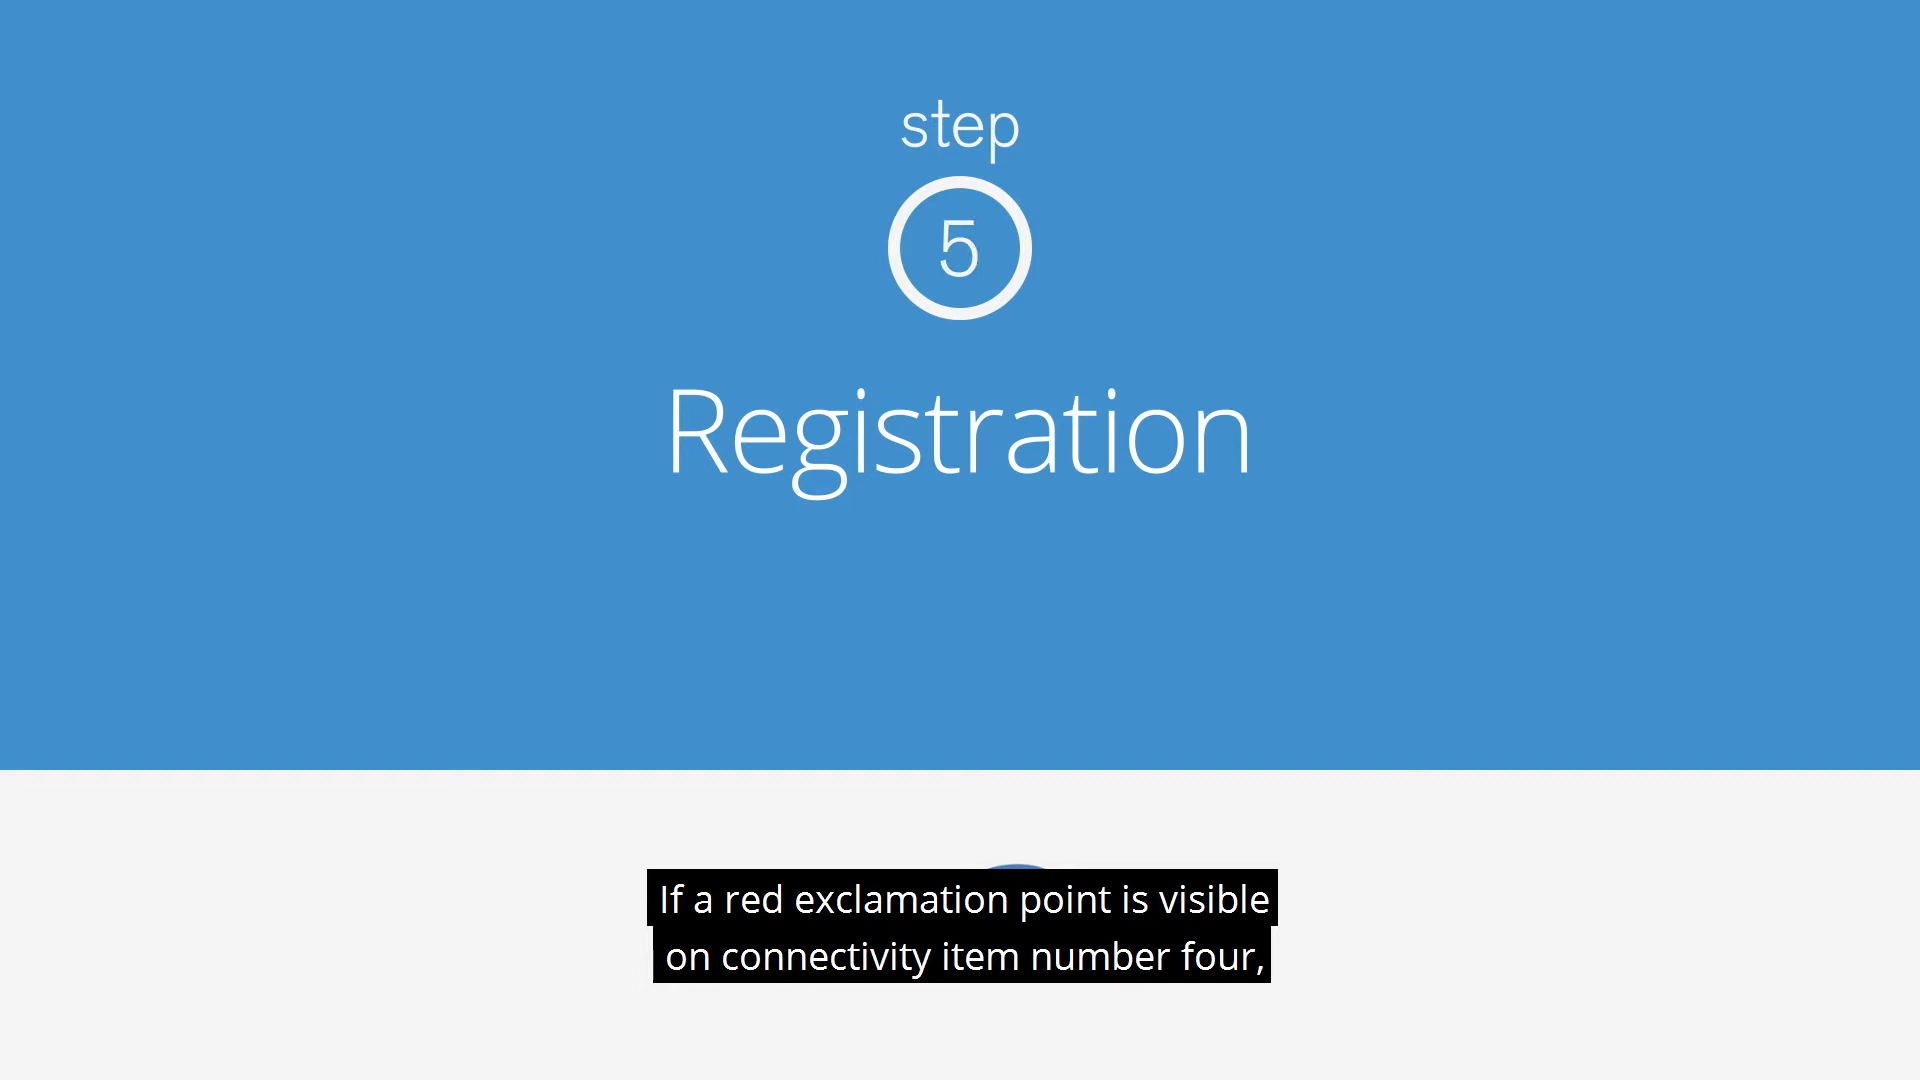 step
5
Registration
If a red exclamation point is visible
on connectivity item number four,